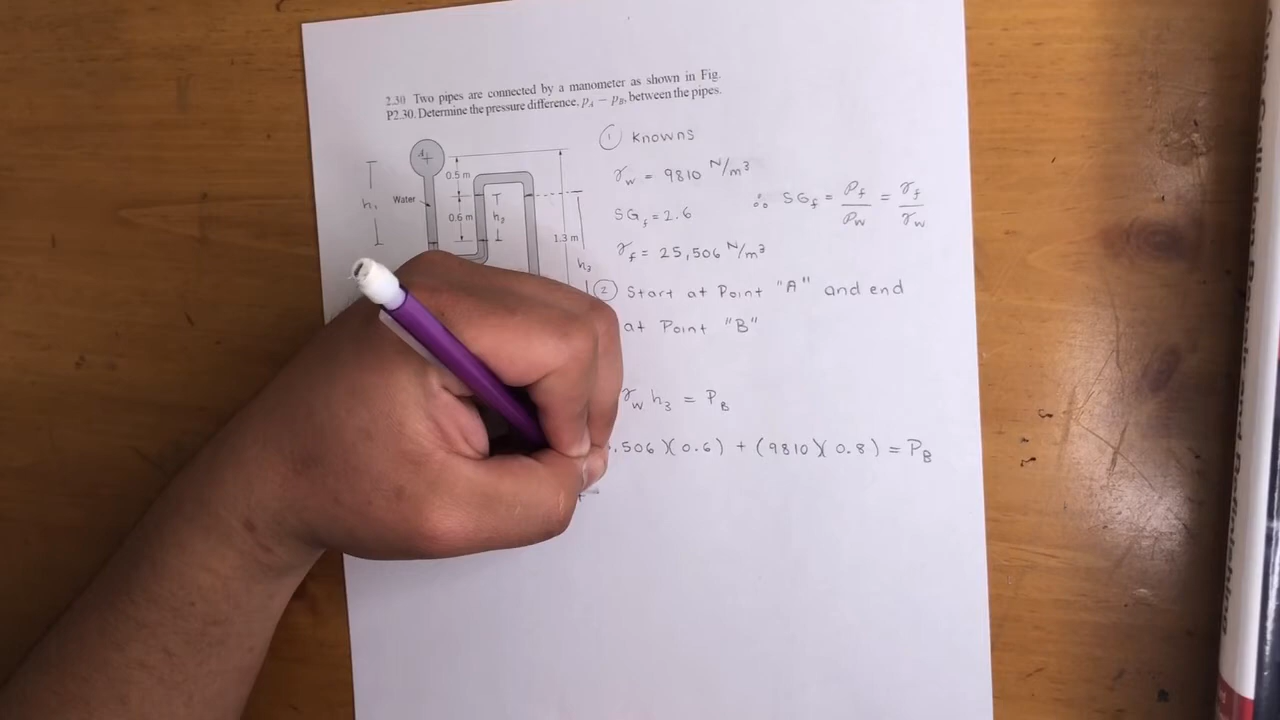 2.30 Two pipes are connected by a manometer as shown in Fig.
P2.30. Determine the pressure difference, pA − pB, between the pipes.
① Knowns
A
0.5 m
Water
h₁
0.6 m
h₂
1.3 m
h₃
γw = 9810 N/m³
SGf = 2.6
∴ SGf = ρf/ρw = γf/γw
γf = 25,506 N/m³
② Start at Point "A" and end
at Point "B"
γw h₃ = PB
,506)(0.6) + (9810)(0.8) = PB
+